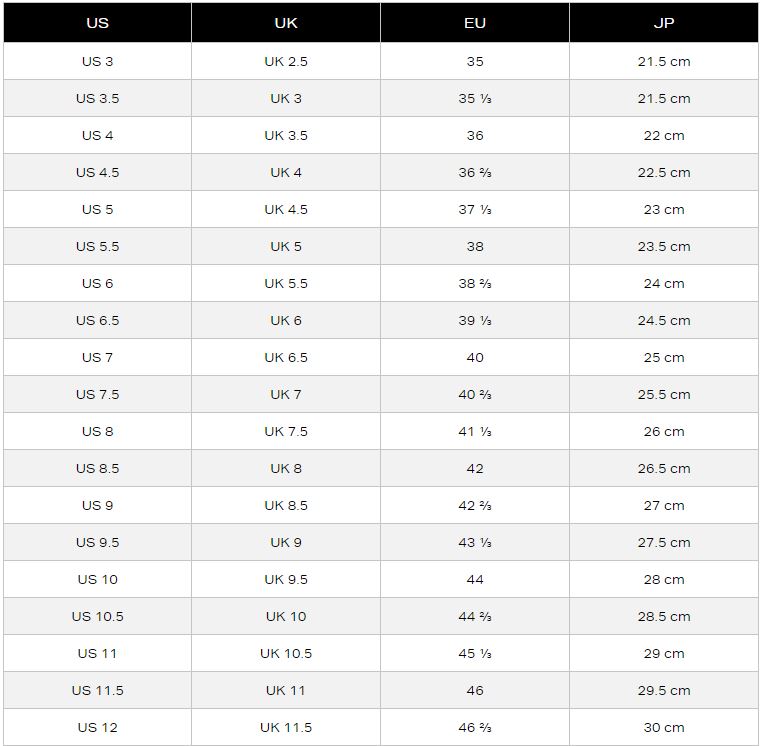 US UK EU JP
US 3 UK 2.5 35 21.5 cm
US 3.5 UK 3 35 ⅓ 21.5 cm
US 4 UK 3.5 36 22 cm
US 4.5 UK 4 36 ⅔ 22.5 cm
US 5 UK 4.5 37 ⅓ 23 cm
US 5.5 UK 5 38 23.5 cm
US 6 UK 5.5 38 ⅔ 24 cm
US 6.5 UK 6 39 ⅓ 24.5 cm
US 7 UK 6.5 40 25 cm
US 7.5 UK 7 40 ⅔ 25.5 cm
US 8 UK 7.5 41 ⅓ 26 cm
US 8.5 UK 8 42 26.5 cm
US 9 UK 8.5 42 ⅔ 27 cm
US 9.5 UK 9 43 ⅓ 27.5 cm
US 10 UK 9.5 44 28 cm
US 10.5 UK 10 44 ⅔ 28.5 cm
US 11 UK 10.5 45 ⅓ 29 cm
US 11.5 UK 11 46 29.5 cm
US 12 UK 11.5 46 ⅔ 30 cm